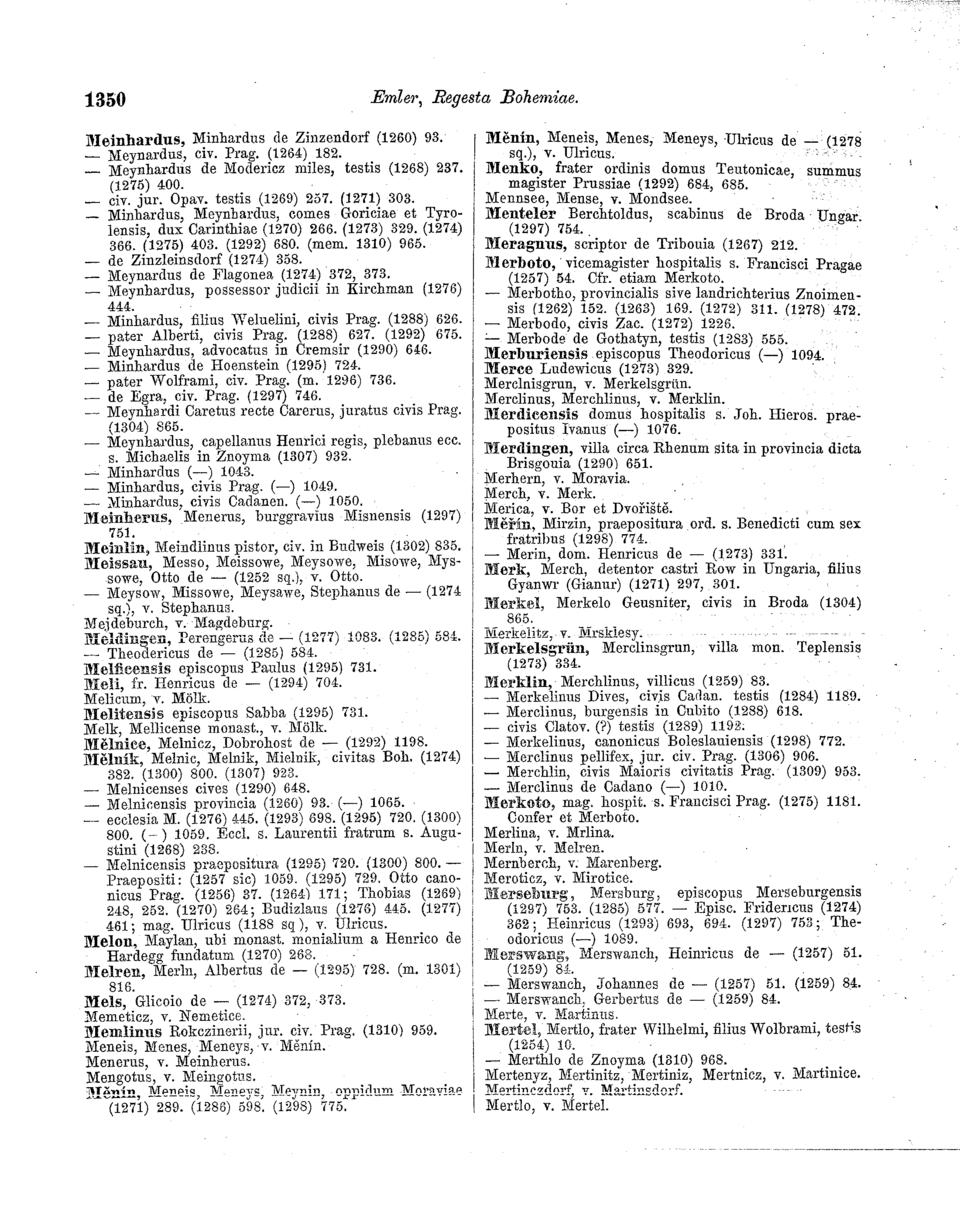 1350
Emler, Regesta Bohemiae.
Meinhardus, Minhardus de Zinzendorf (1260) 93.
— Meynardus, civ. Prag. (1264) 182.
— Meynhardus de Modericz miles, testis (1268) 237.
(1275) 400.
— civ. jur. Opav. testis (1269) 257. (1271) 303.
— Minhardus, Meynhardus, comes Goriciae et Tyro-
lensis, dux Carinthiae (1270) 266. (1273) 329. (1274)
366. (1275) 403. (1292) 680. (mem. 1310) 965.
— de Zinzleinsdorf (1274) 358.
— Meynardus de Flagonea (1274) 372, 373.
— Meynhardus, possessor judicii in Kirchman (1276)
444.
— Minhardus, filius Weluelini, civis Prag. (1288) 626.
— pater Alberti, civis Prag. (1288) 627. (1292) 675.
— Meynhardus, advocatus in Cremsir (1290) 646.
— Minhardus de Hoenstein (1295) 724.
— pater Wolframi, civ. Prag. (m. 1296) 736.
— de Egra, civ. Prag. (1297) 746.
— Meynhardi Caretus recte Carerus, juratus civis Prag.
(1304) 865.
— Meynhardus, capellanus Henrici regis, plebanus ecc.
s. Michaelis in Znoyma (1307) 932.
— Minhardus (—) 1043.
— Minhardus, civis Prag. (—) 1049.
— Minhardus, civis Cadanen. (—) 1050.
Meinherus, Menerus, burggravius Misnensis (1297)
751.
Meinlin, Meindlinus pistor, civ. in Budweis (1302) 835.
Meissau, Messo, Meissowe, Meysowe, Misowe, Mys-
sowe, Otto de — (1252 sq.), v. Otto.
— Meysow, Missowe, Meysawe, Stephanus de — (1274
sq.), v. Stephanus.
Mejdeburch, v. Magdeburg.
Meldingen, Perengerus de — (1277) 1083. (1285) 584.
— Theodericus de — (1285) 584.
Melficensis episcopus Paulus (1295) 731.
Meli, fr. Henricus de — (1294) 704.
Melicum, v. Mölk.
Melitensis episcopus Sabba (1295) 731.
Melk, Mellicense monast., v. Mölk.
Mělnice, Melnicz, Dobrohost de — (1292) 1198.
Mělník, Melnic, Melnik, Mielnik, civitas Boh. (1274)
382. (1300) 800. (1307) 923.
— Melnicenses cives (1290) 648.
— Melnicensis provincia (1260) 93. (—) 1065.
— ecclesia M. (1276) 445. (1293) 698. (1295) 720. (1300)
800. (–) 1059. Eccl. s. Laurentii fratrum s. Augu-
stini (1268) 238.
— Melnicensis praepositura (1295) 720. (1300) 800. —
Praepositi: (1257 sic) 1059. (1295) 729. Otto cano-
nicus Prag. (1256) 37. (1264) 171; Thobias (1269)
248, 252. (1270) 264; Budizlaus (1276) 445. (1277)
461; mag. Ulricus (1188 sq ), v. Ulricus.
Melon, Maylan, ubi monast. monialium a Henrico de
Hardegg fundatum (1270) 263.
Melren, Merln, Albertus de — (1295) 728. (m. 1301)
816.
Mels, Glicoio de — (1274) 372, 373.
Memeticz, v. Nemetice.
Memlinus Rokczinerii, jur. civ. Prag. (1310) 959.
Meneis, Menes, Meneys, v. Měnín.
Menerus, v. Meinherus.
Mengotus, v. Meingotus.
Měnín, Meneis, Meneys, Meynin, oppidum Moraviae
(1271) 289. (1286) 598. (1298) 775.
Měnín, Meneis, Menes, Meneys, Ulricus de — (1278
sq.), v. Ulricus.
Menko, frater ordinis domus Teutonicae, summus
magister Prussiae (1292) 684, 685.
Mennsee, Mense, v. Mondsee.
Menteler Berchtoldus, scabinus de Broda Ungar.
(1297) 754.
Meragnus, scriptor de Tribouia (1267) 212.
Merboto, vicemagister hospitalis s. Francisci Pragae
(1257) 54. Cfr. etiam Merkoto.
— Merbotho, provincialis sive landrichterius Znoimen-
sis (1262) 152. (1263) 169. (1272) 311. (1278) 472.
— Merbodo, civis Zac. (1272) 1226.
— Merbode de Gothatyn, testis (1283) 555.
Merburiensis episcopus Theodoricus (—) 1094.
Merce Ludewicus (1273) 329.
Merclnisgrun, v. Merkelsgrün.
Merclinus, Merchlinus, v. Merklin.
Merdicensis domus hospitalis s. Joh. Hieros. prae-
positus Ivanus (—) 1076.
Merdingen, villa circa Rhenum sita in provincia dicta
Brisgouia (1290) 651.
Merhern, v. Moravia.
Merch, v. Merk.
Merica, v. Bor et Dvořiště.
Měřín, Mirzin, praepositura ord. s. Benedicti cum sex
fratribus (1298) 774.
— Merin, dom. Henricus de — (1273) 331.
Merk, Merch, detentor castri Row in Ungaria, filius
Gyanwr (Gianur) (1271) 297, 301.
Merkel, Merkelo Geusniter, civis in Broda (1304)
865.
Merkelitz, v. Mrsklesy.
Merkelsgrün, Merclinsgrun, villa mon. Teplensis
(1273) 334.
Merklin, Merchlinus, villicus (1259) 83.
— Merkelinus Dives, civis Cadan. testis (1284) 1189.
— Merclinus, burgensis in Cubito (1288) 618.
— civis Clatov. (?) testis (1289) 1192.
— Merkelinus, canonicus Boleslauiensis (1298) 772.
— Merclinus pellifex, jur. civ. Prag. (1306) 906.
— Merchlin, civis Maioris civitatis Prag. (1309) 953.
— Merclinus de Cadano (—) 1010.
Merkoto, mag. hospit. s. Francisci Prag. (1275) 1181.
Confer et Merboto.
Merlina, v. Mrlina.
Merln, v. Melren.
Mernberch, v. Marenberg.
Meroticz, v. Mirotice.
Merseburg, Mersburg, episcopus Merseburgensis
(1297) 753. (1285) 577. — Episc. Fridericus (1274)
362; Heinricus (1293) 693, 694. (1297) 753; The-
odoricus (—) 1089.
Merswang, Merswanch, Heinricus de — (1257) 51.
(1259) 84.
— Merswanch, Johannes de — (1257) 51. (1259) 84.
— Merswanch, Gerbertus de — (1259) 84.
Merte, v. Martinus.
Mertel, Mertlo, frater Wilhelmi, filius Wolbrami, testis
(1254) 10.
— Merthlo de Znoyma (1310) 968.
Mertenyz, Mertinitz, Mertiniz, Mertnicz, v. Martinice.
Mertinczdorf, v. Martinsdorf.
Mertlo, v. Mertel.